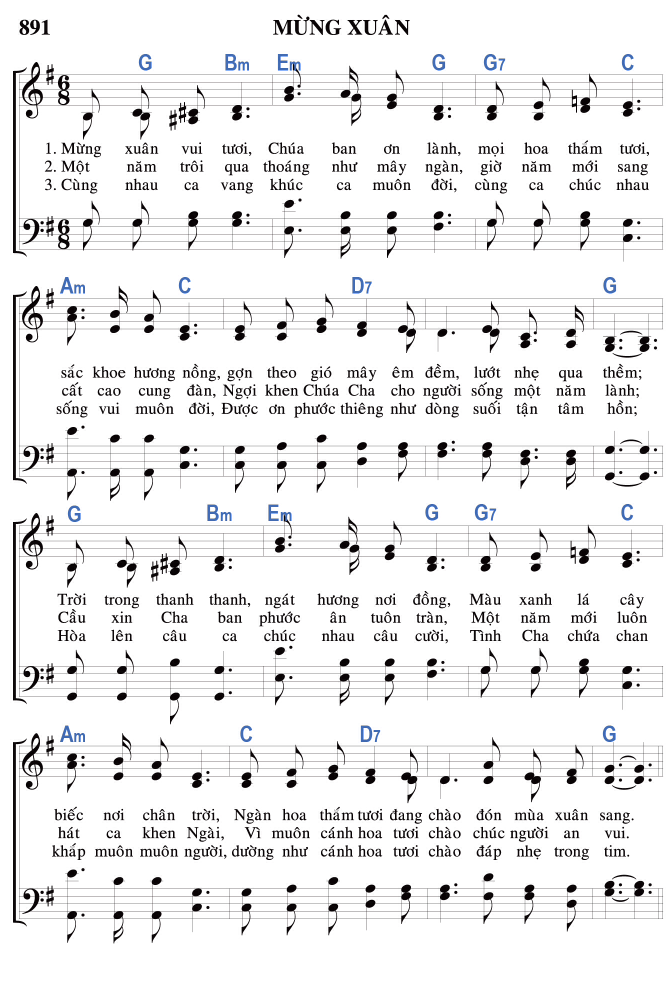 891 MỪNG XUÂN
G Bm Em G G7 C
6 8
1. Mừng xuân vui tươi, Chúa ban ơn lành, mọi hoa thấm tươi,
2. Một năm trôi qua thoáng như mây ngàn, giờ năm mới sang
3. Cùng nhau ca vang khúc ca muôn đời, cùng ca chúc nhau
6 8
Am C D7 G
sác khoe hương nồng, gợn theo gió mây êm đềm, lướt nhẹ qua thềm;
cất cao cung đàn, Ngợi khen Chúa Cha cho người sống một năm lành;
sống vui muôn đời, Được ơn phước thiêng như dòng suối tận tâm hồn;
G Bm Em G G7 C
Trời trong thanh thanh, ngát hương nơi đồng, Màu xanh lá cây
Cầu xin Cha ban phước ân tuôn tràn, Một năm mới luôn
Hòa lên câu ca chúc nhau câu cười, Tình Cha chứa chan
Am C D7 G
biếc nơi chân trời, Ngàn hoa thấm tươi đang chào đón mùa xuân sang.
hát ca khen Ngài, Vì muôn cánh hoa tươi chào chúc người an vui.
khấp muôn muôn người, dường như cánh hoa tươi chào đáp nhẹ trong tim.